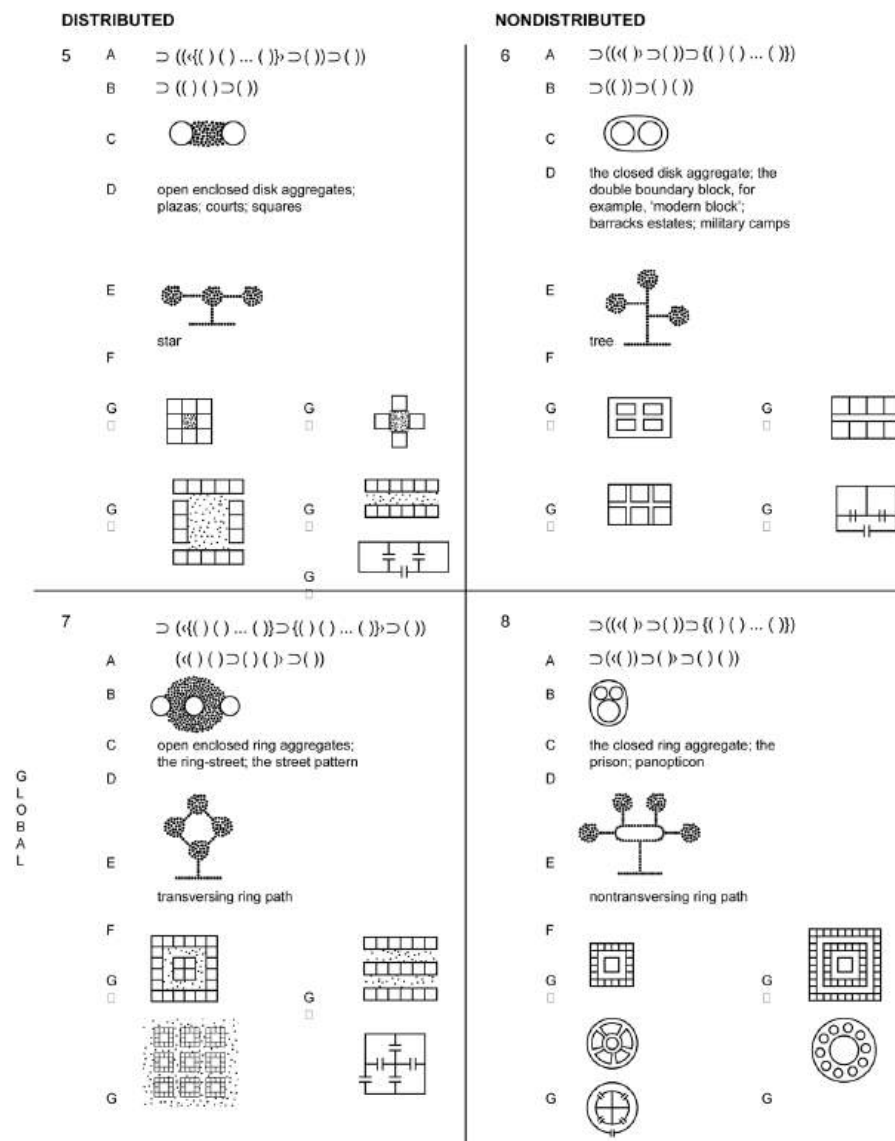 DISTRIBUTED
NONDISTRIBUTED
5
A
⊃ ((‹{( ) ( ) ... ( )}› ⊃ ( )) ⊃ ( ))
B
⊃ (( ) ( ) ⊃ ( ))
C
D
open enclosed disk aggregates;
plazas; courts; squares
E
star
F
G
G
G
G
G
6
A
⊃ ((‹( )› ⊃ ( )) ⊃ {( ) ( ) ... ( )})
B
⊃ (( )) ⊃ ( ) ( ))
C
D
the closed disk aggregate; the
double boundary block, for
example, 'modern block';
barracks estates; military camps
E
tree
F
G
G
G
G
GLOBAL
7
⊃ (‹{( ) ( ) ... ( )} ⊃ {( ) ( ) ... ( )}› ⊃ ( ))
A
(‹( ) ( ) ⊃ ( ) ( )› ⊃ ( ))
B
C
open enclosed ring aggregates;
the ring-street; the street pattern
D
E
transversing ring path
F
G
G
G
8
⊃ ((‹( )› ⊃ ( )) ⊃ {( ) ( ) ... ( )})
A
⊃ (‹( )) ⊃ ( )› ⊃ ( ) ( ))
B
C
the closed ring aggregate; the
prison; panopticon
D
E
nontransversing ring path
F
G
G
G
G